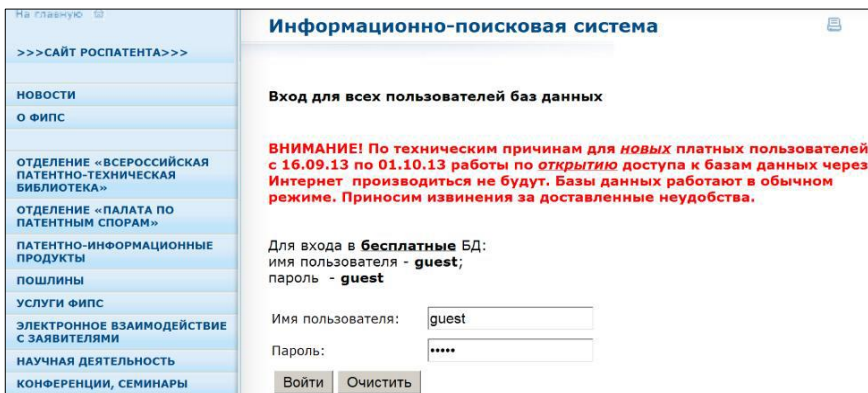 На главную
>>>САЙТ РОСПАТЕНТА>>>
НОВОСТИ
О ФИПС
ОТДЕЛЕНИЕ «ВСЕРОССИЙСКАЯ
ПАТЕНТНО-ТЕХНИЧЕСКАЯ
БИБЛИОТЕКА»
ОТДЕЛЕНИЕ «ПАЛАТА ПО
ПАТЕНТНЫМ СПОРАМ»
ПАТЕНТНО-ИНФОРМАЦИОННЫЕ
ПРОДУКТЫ
ПОШЛИНЫ
УСЛУГИ ФИПС
ЭЛЕКТРОННОЕ ВЗАИМОДЕЙСТВИЕ
С ЗАЯВИТЕЛЯМИ
НАУЧНАЯ ДЕЯТЕЛЬНОСТЬ
КОНФЕРЕНЦИИ, СЕМИНАРЫ
Информационно-поисковая система
Вход для всех пользователей баз данных
ВНИМАНИЕ! По техническим причинам для новых платных пользователей
с 16.09.13 по 01.10.13 работы по открытию доступа к базам данных через
Интернет производиться не будут. Базы данных работают в обычном
режиме. Приносим извинения за доставленные неудобства.
Для входа в бесплатные БД:
имя пользователя - guest;
пароль - guest
Имя пользователя: guest
Пароль: •••••
Войти Очистить